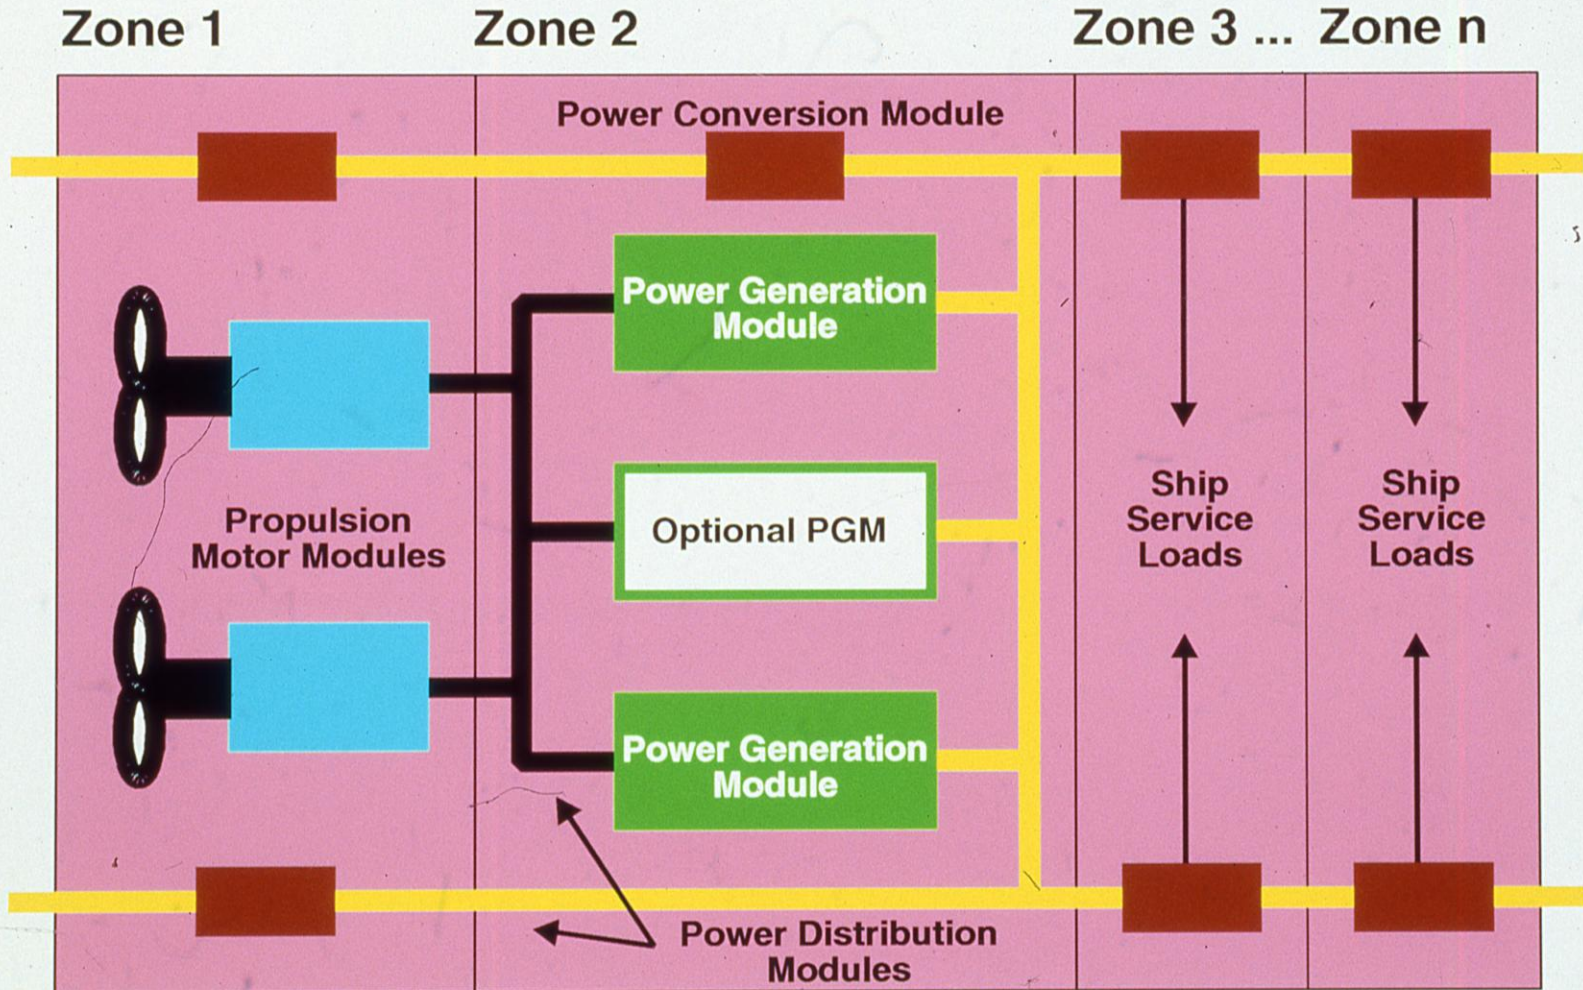 Zone 1
Zone 2
Zone 3 ...
Zone n
Power Conversion Module
Power Generation
Module
Propulsion
Motor Modules
Optional PGM
Ship
Service
Loads
Ship
Service
Loads
Power Generation
Module
Power Distribution
Modules